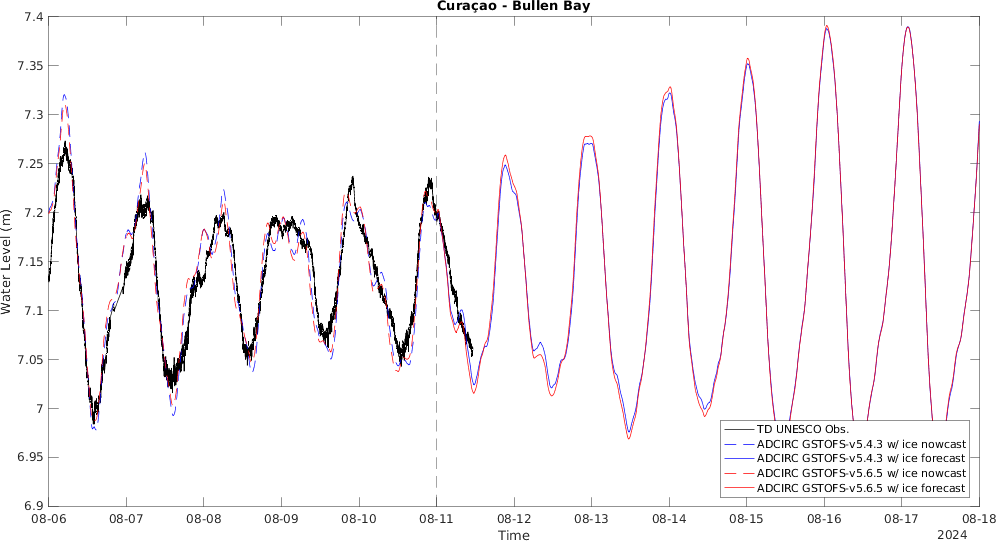 Curaçao - Bullen Bay
7.4
7.35
7.3
7.25
7.2
7.15
7.1
7.05
7
6.95
6.9
Water Level (m)
TD UNESCO Obs.
ADCIRC GSTOFS-v5.4.3 w/ ice nowcast
ADCIRC GSTOFS-v5.4.3 w/ ice forecast
ADCIRC GSTOFS-v5.6.5 w/ ice nowcast
ADCIRC GSTOFS-v5.6.5 w/ ice forecast
08-06 08-07 08-08 08-09 08-10 08-11 08-12 08-13 08-14 08-15 08-16 08-17 08-18
Time
2024